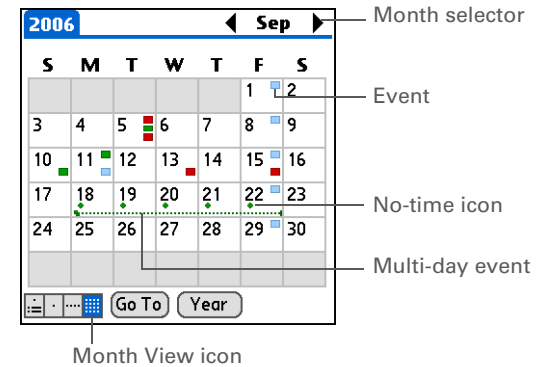 2006 Sep Month selector
S M T W T F S
1 2 Event
3 4 5 6 7 8 9
10 11 12 13 14 15 16
17 18 19 20 21 22 23 No-time icon
24 25 26 27 28 29 30
Multi-day event
Go To Year
Month View icon